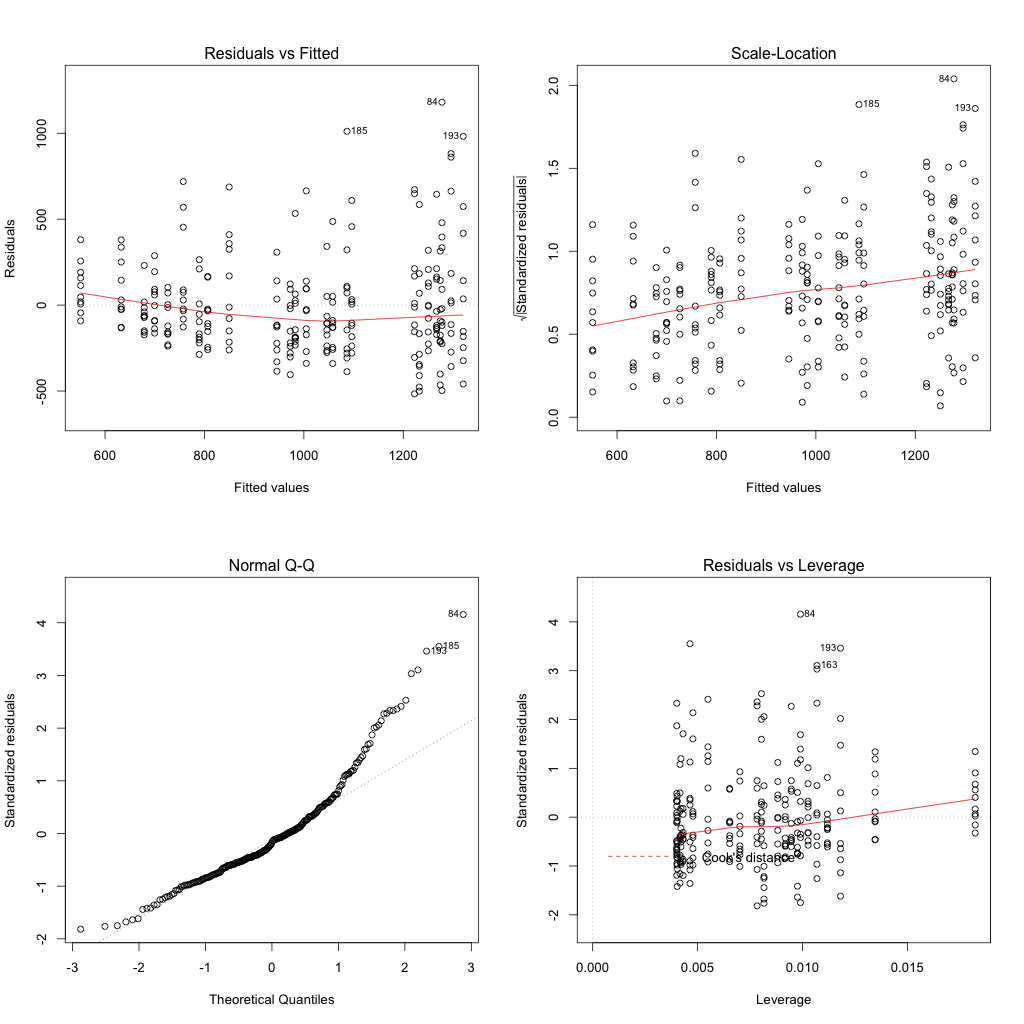 Residuals vs Fitted
Residuals
1000
500
0
-500
84
185
193
600 800 1000 1200
Fitted values
Scale-Location
√|Standardized residuals|
2.0
1.5
1.0
0.5
0.0
84
185
193
600 800 1000 1200
Fitted values
Normal Q-Q
Standardized residuals
4
3
2
1
0
-1
-2
84
185
193
-3 -2 -1 0 1 2 3
Theoretical Quantiles
Residuals vs Leverage
Standardized residuals
4
3
2
1
0
-1
-2
84
193
163
Cook's distance
0.000 0.005 0.010 0.015
Leverage